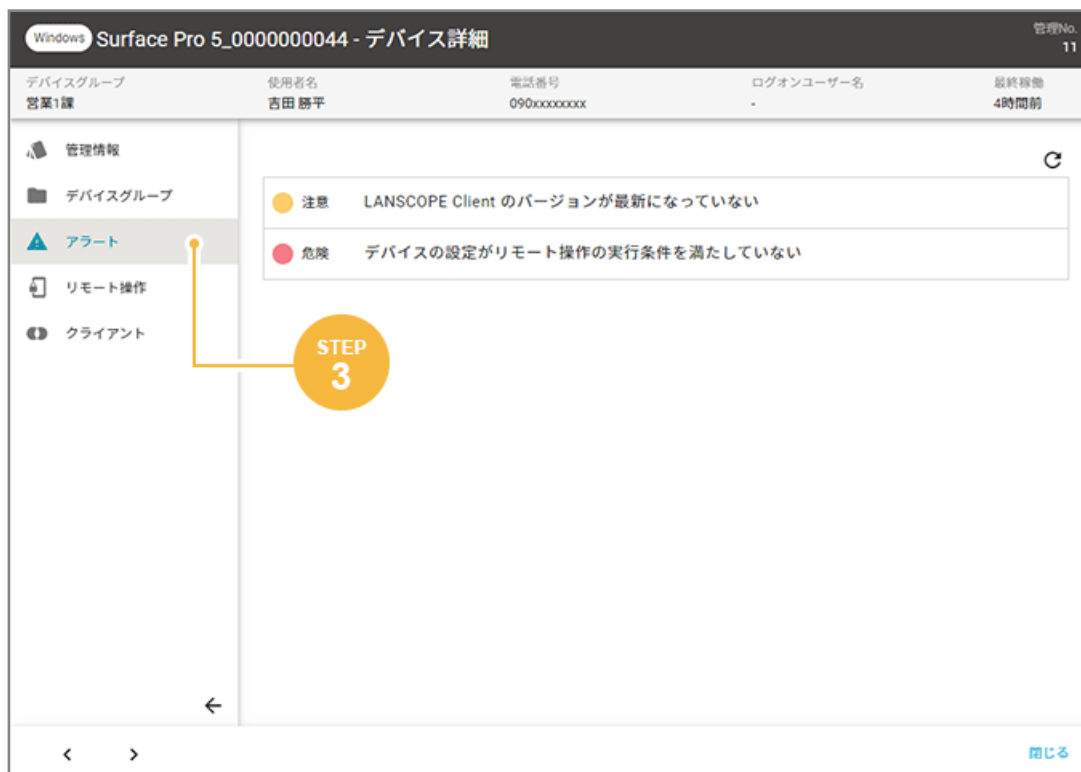 Windows Surface Pro 5_0000000044 - デバイス詳細
管理No.
11
デバイスグループ 使用者名 電話番号 ログオンユーザー名 最終稼働
営業1課 吉田 勝平 090xxxxxxxx - 4時間前
管理情報
デバイスグループ
アラート
リモート操作
クライアント
注意 LANSCOPE Client のバージョンが最新になっていない
危険 デバイスの設定がリモート操作の実行条件を満たしていない
STEP
3
閉じる